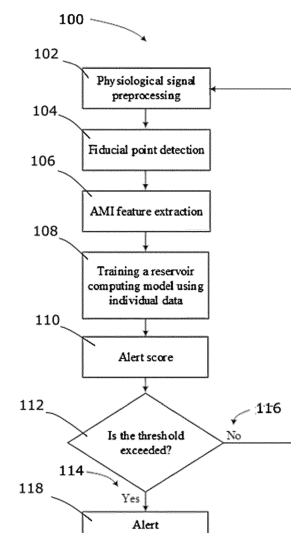 100
102
Physiological signal
preprocessing
104
Fiducial point detection
106
AMI feature extraction
108
Training a reservoir
computing model using
individual data
110
Alert score
112
Is the threshold
exceeded?
116
No
114
Yes
118
Alert